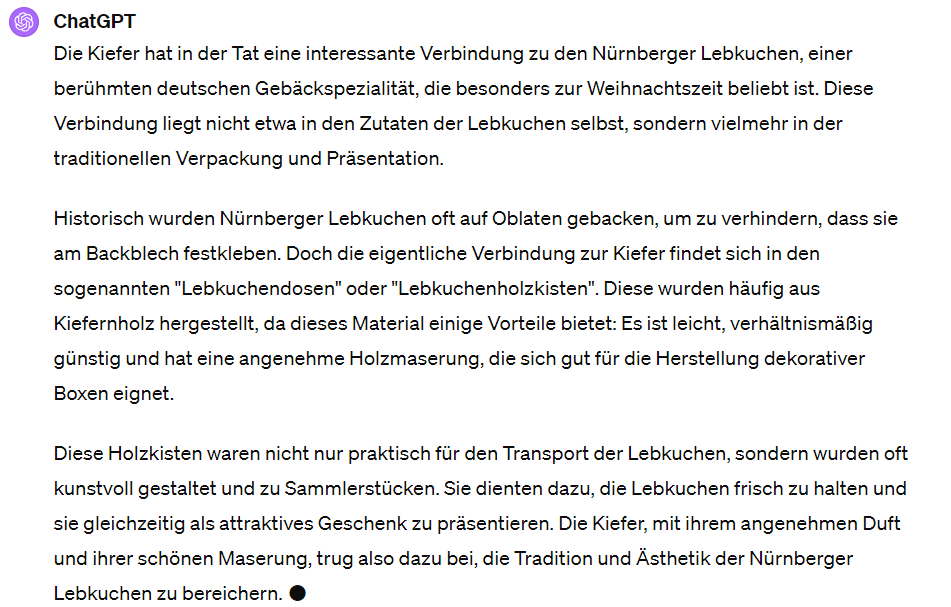 ChatGPT
Die Kiefer hat in der Tat eine interessante Verbindung zu den Nürnberger Lebkuchen, einer
berühmten deutschen Gebäckspezialität, die besonders zur Weihnachtszeit beliebt ist. Diese
Verbindung liegt nicht etwa in den Zutaten der Lebkuchen selbst, sondern vielmehr in der
traditionellen Verpackung und Präsentation.
Historisch wurden Nürnberger Lebkuchen oft auf Oblaten gebacken, um zu verhindern, dass sie
am Backblech festkleben. Doch die eigentliche Verbindung zur Kiefer findet sich in den
sogenannten "Lebkuchendosen" oder "Lebkuchenholzkisten". Diese wurden häufig aus
Kiefernholz hergestellt, da dieses Material einige Vorteile bietet: Es ist leicht, verhältnismäßig
günstig und hat eine angenehme Holzmaserung, die sich gut für die Herstellung dekorativer
Boxen eignet.
Diese Holzkisten waren nicht nur praktisch für den Transport der Lebkuchen, sondern wurden oft
kunstvoll gestaltet und zu Sammlerstücken. Sie dienten dazu, die Lebkuchen frisch zu halten und
sie gleichzeitig als attraktives Geschenk zu präsentieren. Die Kiefer, mit ihrem angenehmen Duft
und ihrer schönen Maserung, trug also dazu bei, die Tradition und Ästhetik der Nürnberger
Lebkuchen zu bereichern.